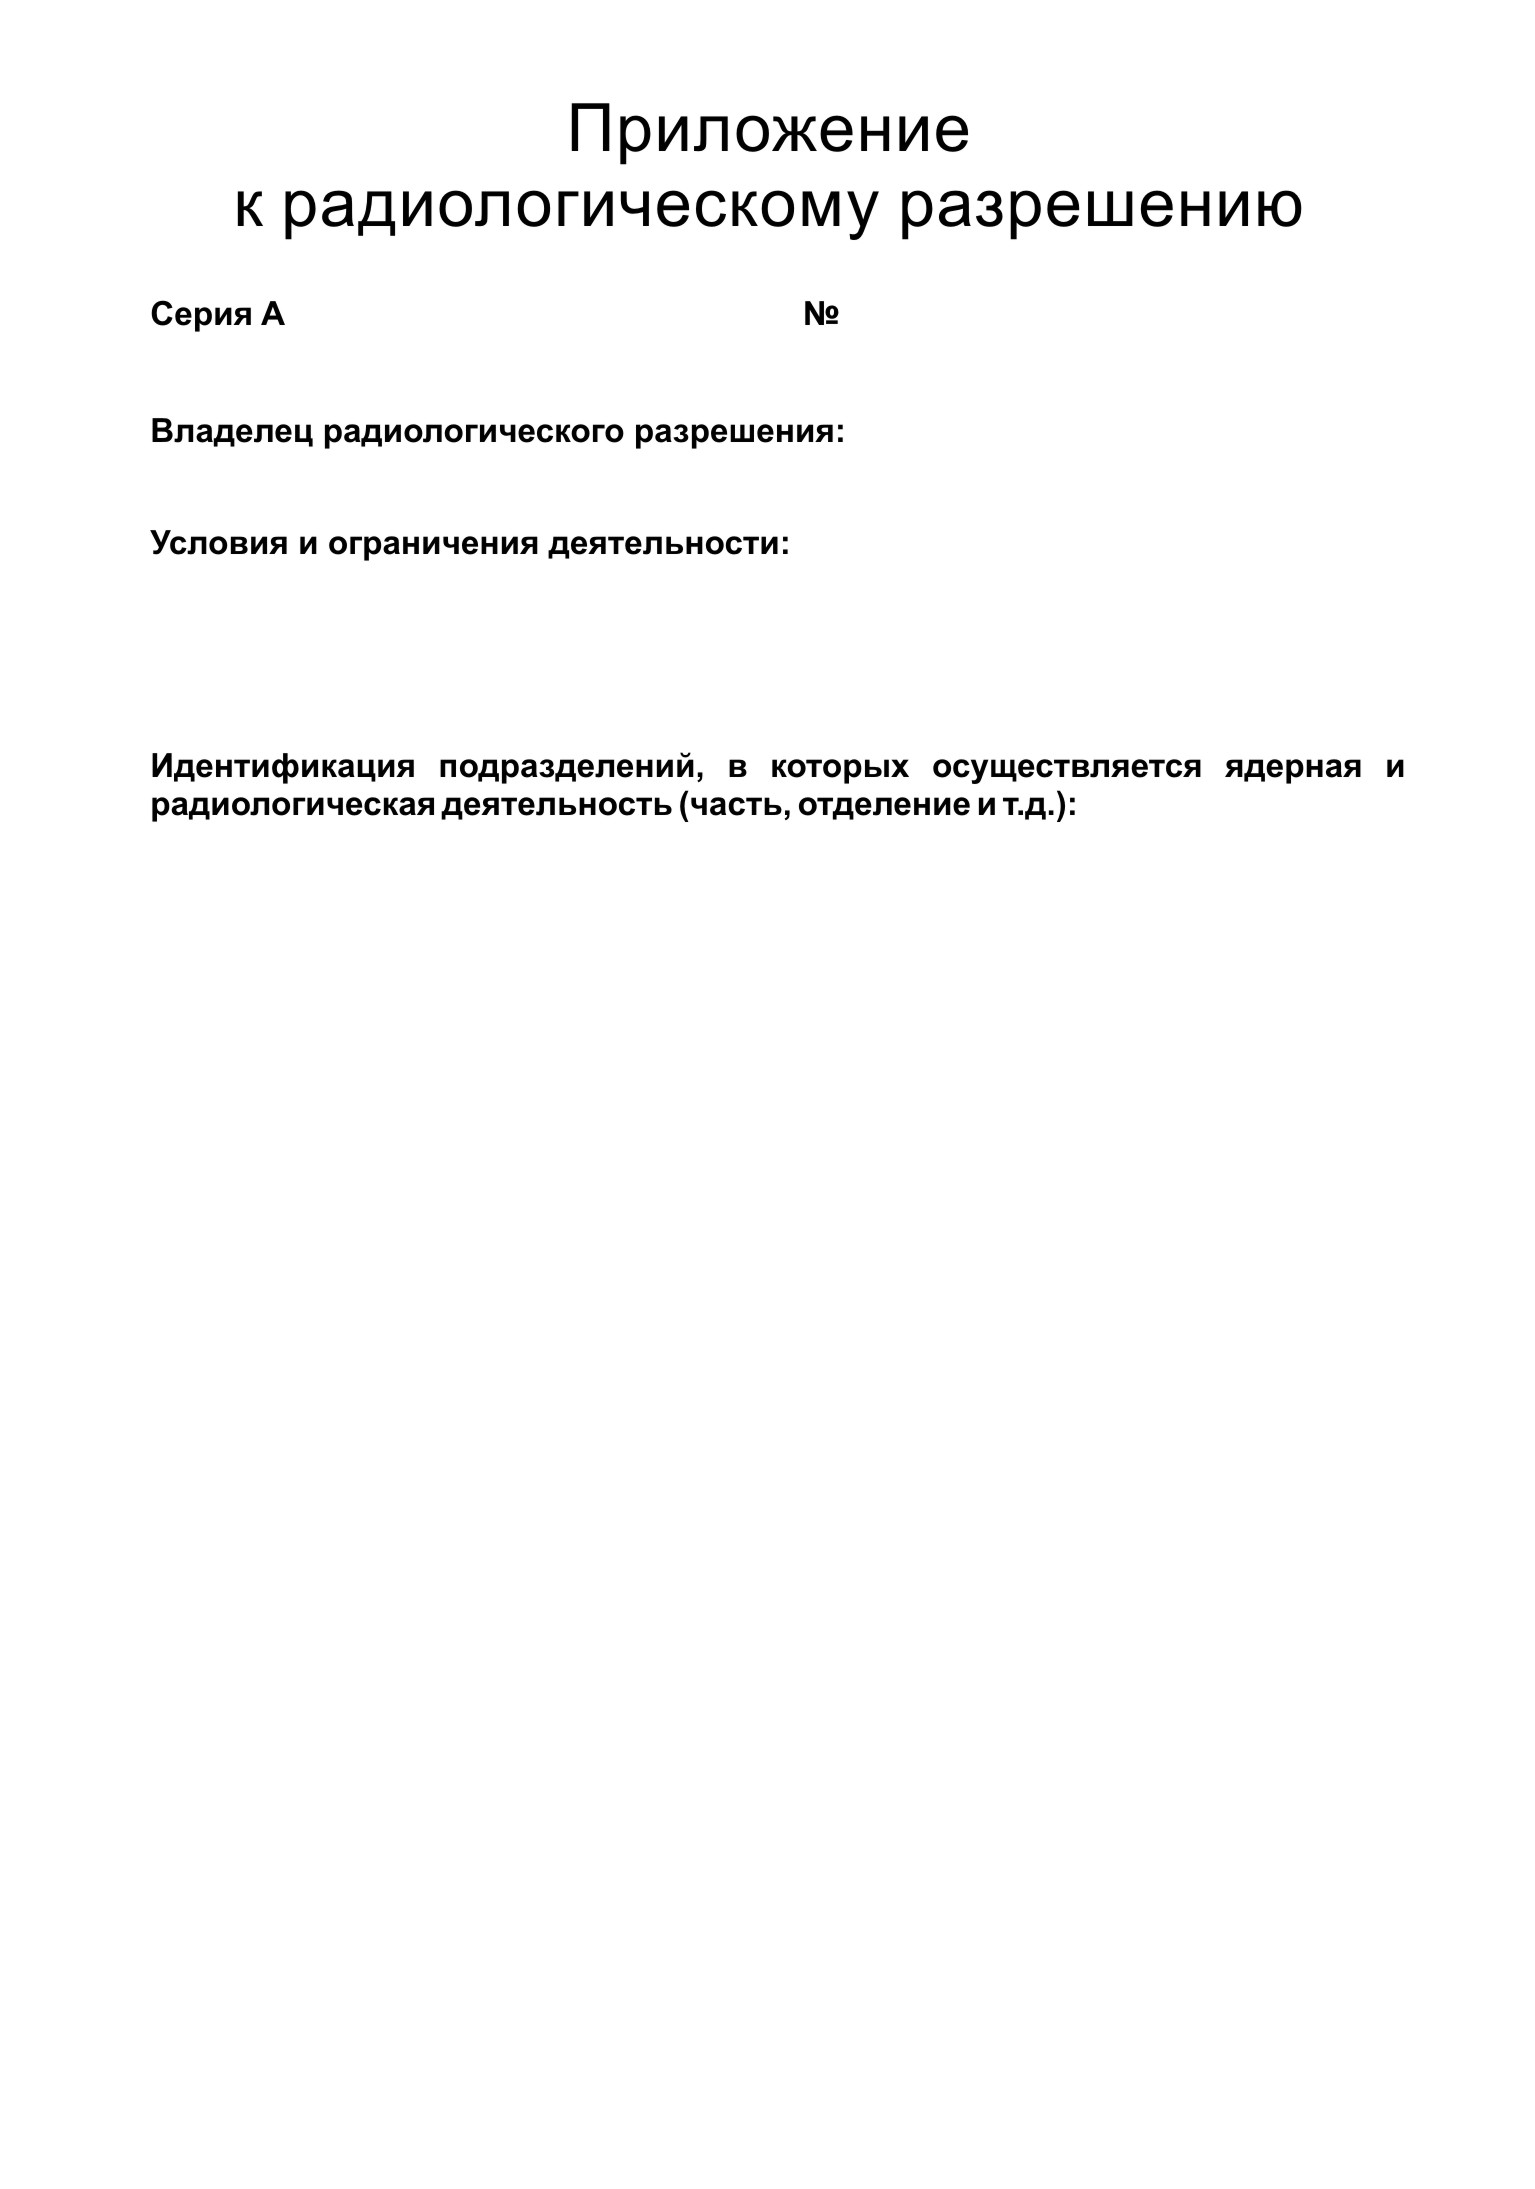 Приложение
к радиологическому разрешению
Серия А №
Владелец радиологического разрешения:
Условия и ограничения деятельности:
Идентификация подразделений, в которых осуществляется ядерная и
радиологическая деятельность (часть, отделение и т.д.):